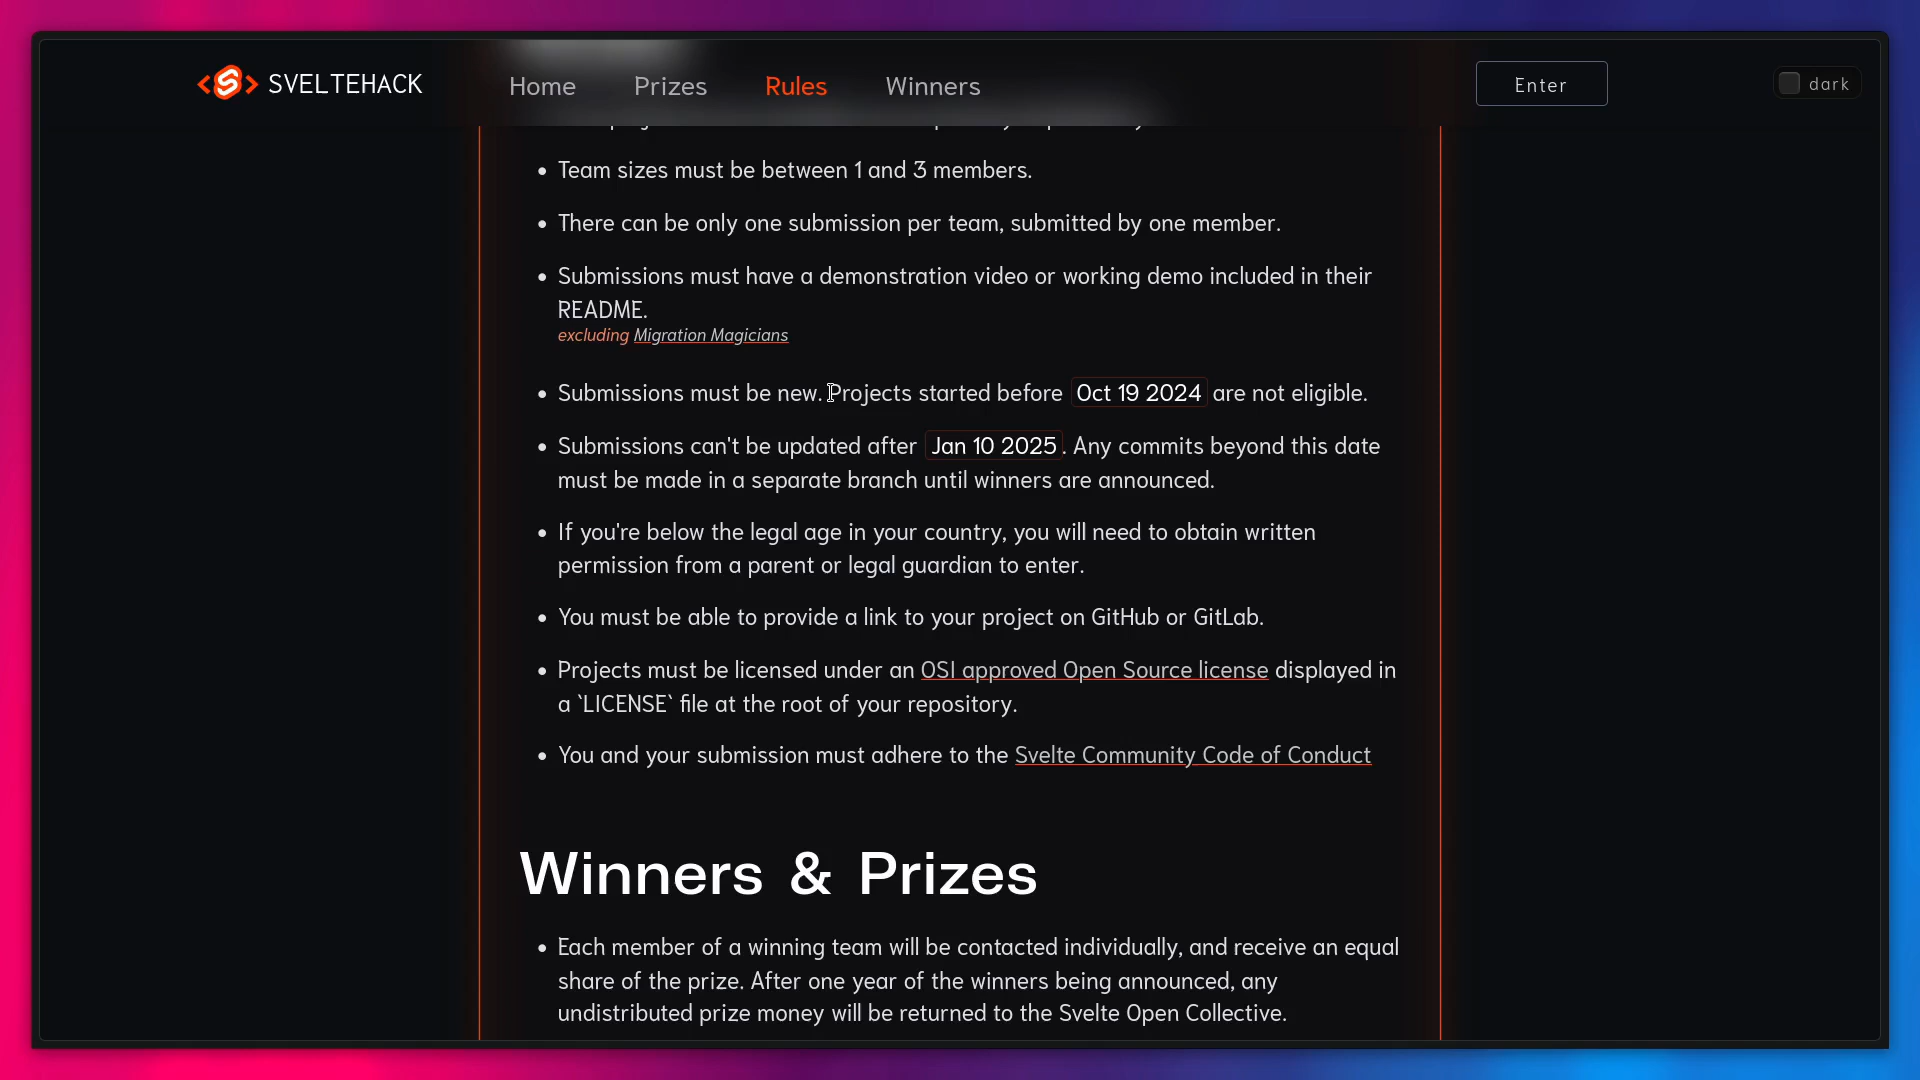 SVELTEHACK
Home
Prizes
Rules
Winners
Enter
dark
Team sizes must be between 1 and 3 members.
There can be only one submission per team, submitted by one member.
Submissions must have a demonstration video or working demo included in their
README.
excluding Migration Magicians
Submissions must be new. Projects started before Oct 19 2024 are not eligible.
Submissions can't be updated after Jan 10 2025. Any commits beyond this date
must be made in a separate branch until winners are announced.
If you're below the legal age in your country, you will need to obtain written
permission from a parent or legal guardian to enter.
You must be able to provide a link to your project on GitHub or GitLab.
Projects must be licensed under an OSI approved Open Source license displayed in
a `LICENSE` file at the root of your repository.
You and your submission must adhere to the Svelte Community Code of Conduct
Winners & Prizes
Each member of a winning team will be contacted individually, and receive an equal
share of the prize. After one year of the winners being announced, any
undistributed prize money will be returned to the Svelte Open Collective.